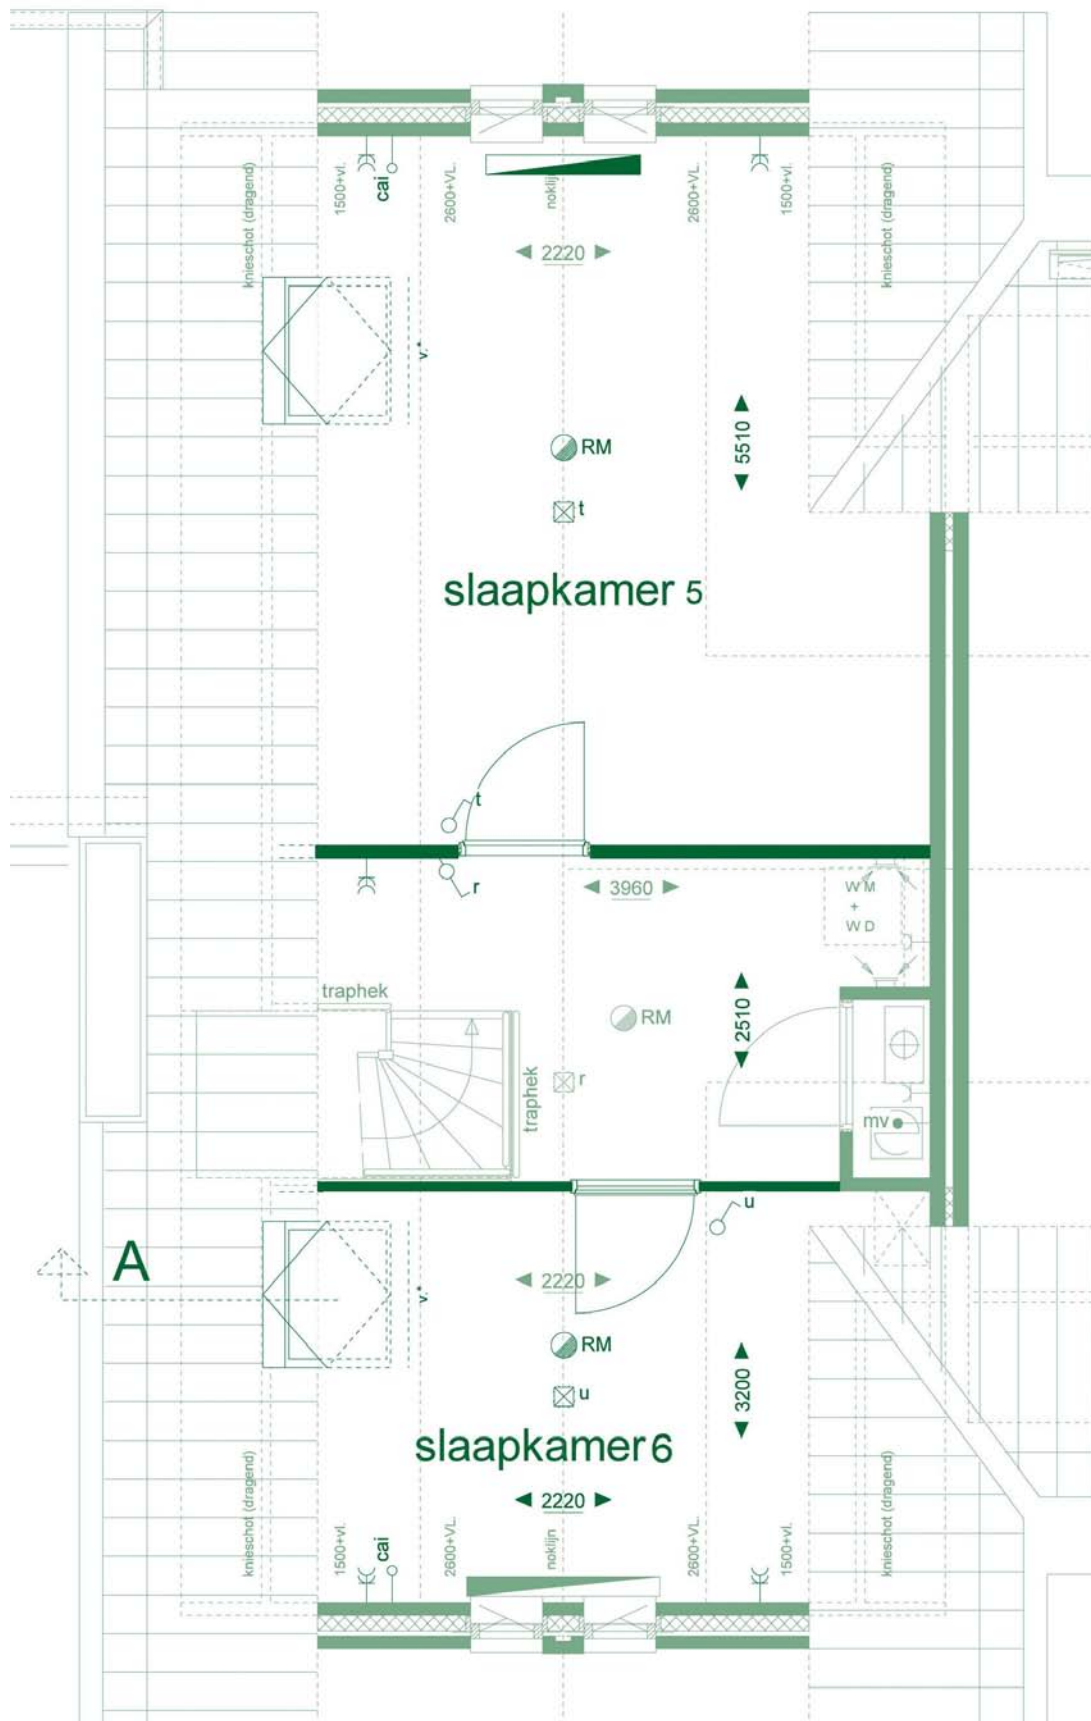 knieschot (dragend)
1500+vl.
cai
2600+VL.
noklijn
2600+VL.
1500+vl.
knieschot (dragend)
2220
v.*
5510
RM
t
slaapkamer 5
t
r
3960
WM
+
WD
traphek
2510
RM
r
traphek
mv
u
A
2220
v.*
RM
3200
u
slaapkamer 6
2220
knieschot (dragend)
1500+vl.
cai
2600+VL.
noklijn
2600+VL.
1500+vl.
knieschot (dragend)